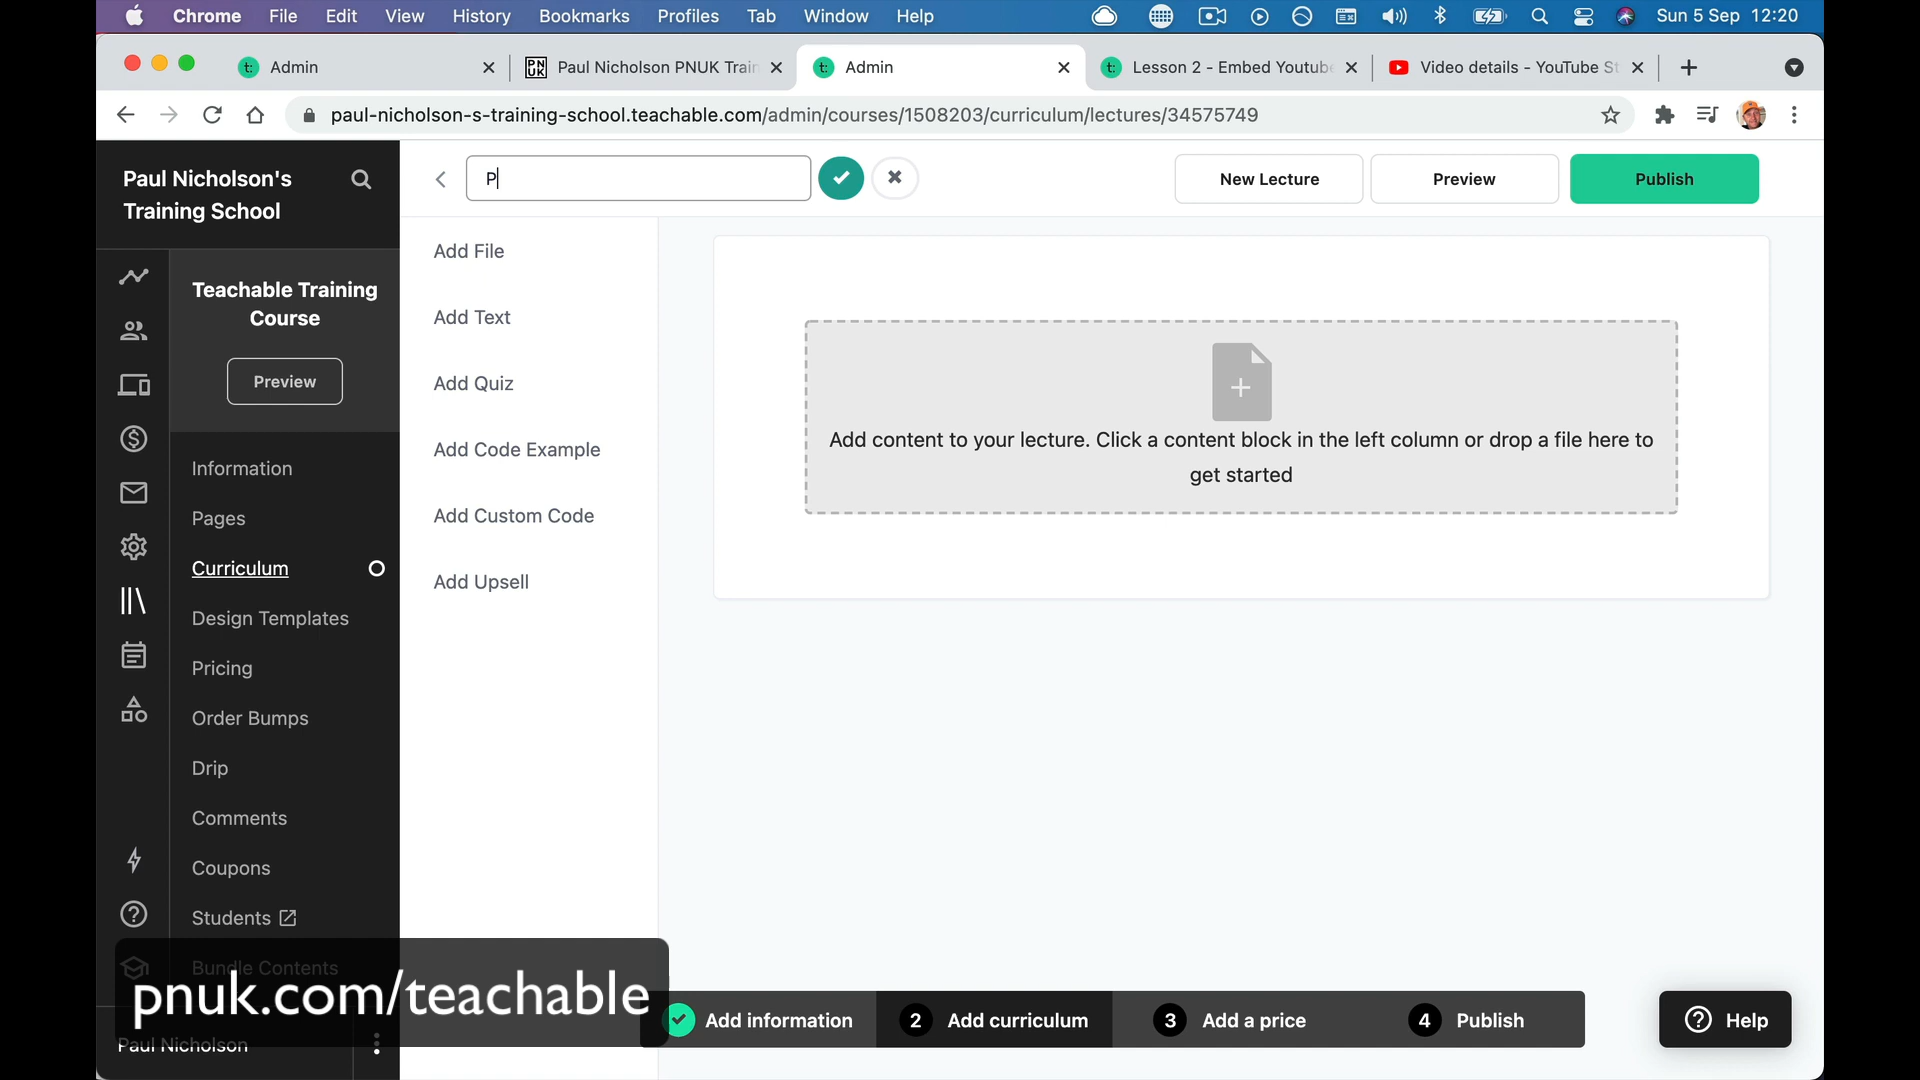 Chrome File Edit View History Bookmarks Profiles Tab Window Help Sun 5 Sep 12:20
Admin
PN UK Paul Nicholson PNUK Train
Admin
Lesson 2 - Embed Youtube
Video details - YouTube St
paul-nicholson-s-training-school.teachable.com/admin/courses/1508203/curriculum/lectures/34575749
Paul Nicholson's
Training School
P
New Lecture
Preview
Publish
Teachable Training
Course
Preview
Information
Pages
Curriculum
Design Templates
Pricing
Order Bumps
Drip
Comments
Coupons
Students
Bundle Contents
Paul Nicholson
Add File
Add Text
Add Quiz
Add Code Example
Add Custom Code
Add Upsell
Add content to your lecture. Click a content block in the left column or drop a file here to
get started
pnuk.com/teachable
Add information
2 Add curriculum
3 Add a price
4 Publish
Help